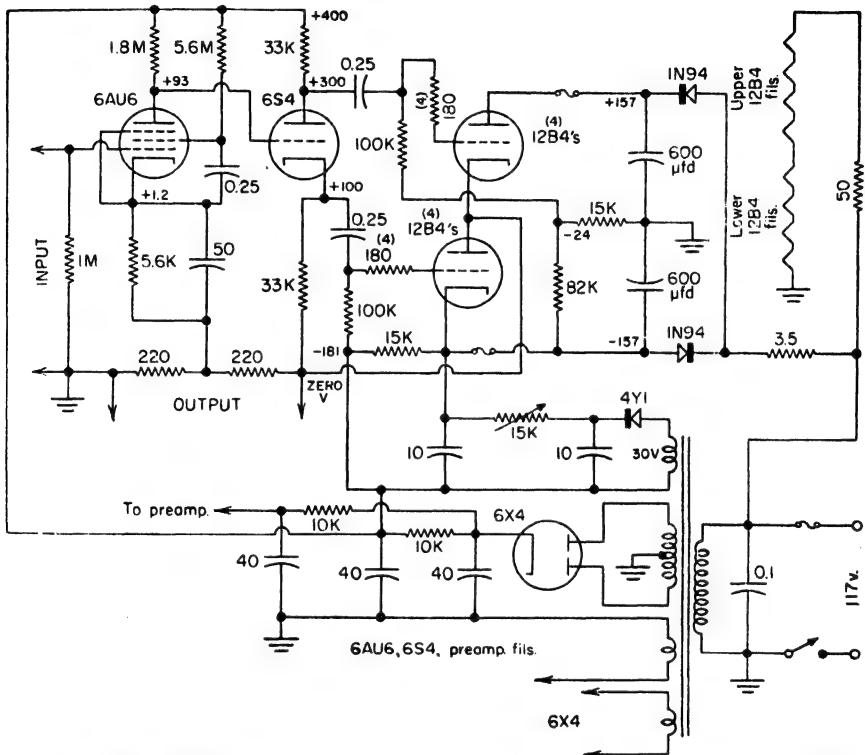 +400
1.8M
5.6M
33K
+93
6AU6
6S4
+300
0.25
(4)
180
100K
(4)
12B4's
+157
1N94
Upper
12B4
fils.
600
µfd
0.25
+1.2
+100
0.25
(4)
12B4's
(4)
180
15K
-24
Lower
12B4
fils.
50
INPUT
1M
5.6K
50
33K
100K
82K
600
µfd
15K
-181
-157
1N94
3.5
220
220
ZERO
V
OUTPUT
15K
4Y1
10
10
30V
To preamp.
10K
10K
6X4
40
40
40
0.1
117v.
6AU6, 6S4, preamp. fils.
6X4